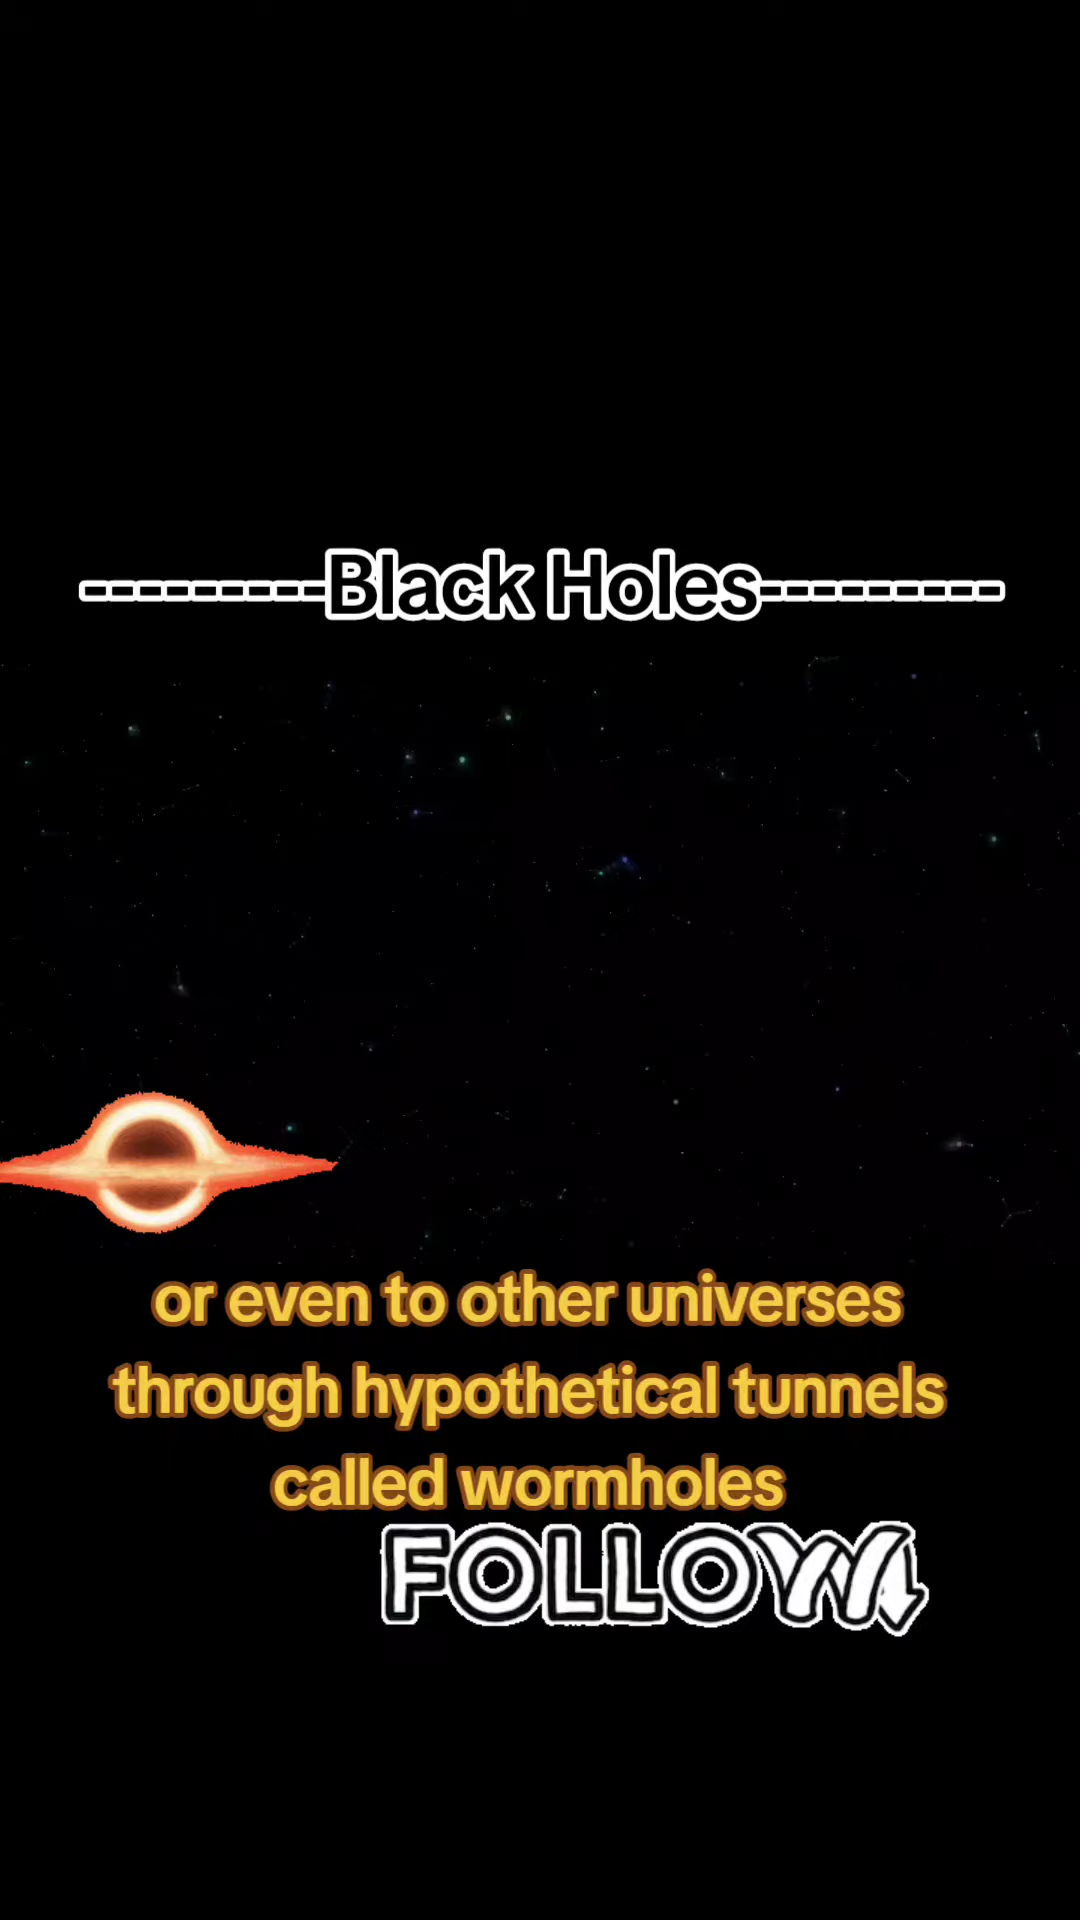 ---------Black Holes---------
or even to other universes
through hypothetical tunnels
called wormholes
FOLLOW